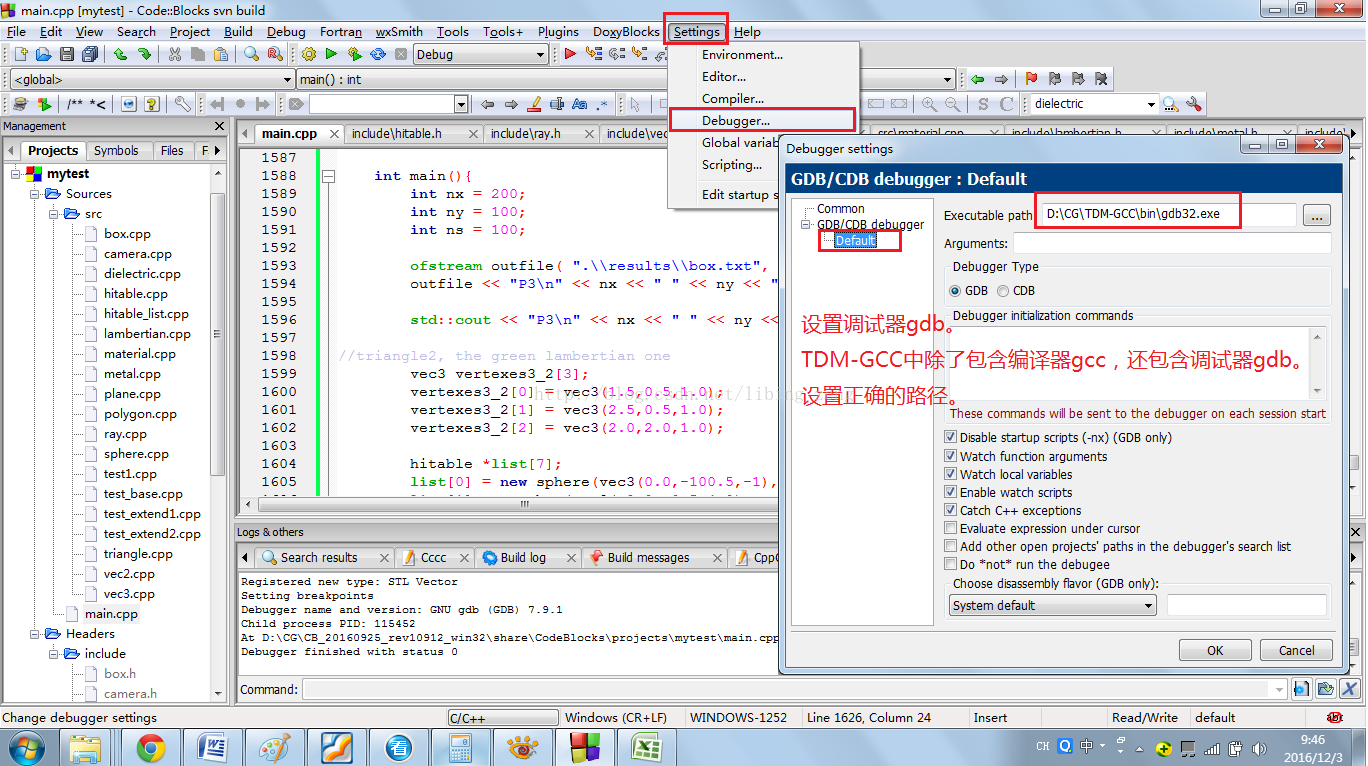 main.cpp [mytest] - Code::Blocks svn build
File Edit View Search Project Build Debug Fortran wxSmith Tools Tools+ Plugins DoxyBlocks Settings Help
Debug
<global>
main() : int
/** *<
dielectric
Environment...
Editor...
Compiler...
Debugger...
Global variab
Scripting...
Edit startup s
Management
Projects Symbols Files F
mytest
Sources
src
box.cpp
camera.cpp
dielectric.cpp
hitable.cpp
hitable_list.cpp
lambertian.cpp
material.cpp
metal.cpp
plane.cpp
polygon.cpp
ray.cpp
sphere.cpp
test1.cpp
test_base.cpp
test_extend1.cpp
test_extend2.cpp
triangle.cpp
vec2.cpp
vec3.cpp
main.cpp
Headers
include
box.h
camera.h
main.cpp include\hitable.h include\ray.h include\vec src\material.cpp include\lambertian.h include\metal.h include\
1587
1588 int main(){
1589 int nx = 200;
1590 int ny = 100;
1591 int ns = 100;
1592
1593 ofstream outfile( ".\\results\\box.txt",
1594 outfile << "P3\n" << nx << " " << ny << "
1595
1596 std::cout << "P3\n" << nx << " " << ny <<
1597
1598 //triangle2, the green lambertian one
1599 vec3 vertexes3_2[3];
1600 vertexes3_2[0] = vec3(1.5,0.5,1.0);
1601 vertexes3_2[1] = vec3(2.5,0.5,1.0);
1602 vertexes3_2[2] = vec3(2.0,2.0,1.0);
1603
1604 hitable *list[7];
1605 list[0] = new sphere(vec3(0.0,-100.5,-1),
Logs & others
Search results Cccc Build log Build messages CppC
Registered new type: STL Vector
Setting breakpoints
Debugger name and version: GNU gdb (GDB) 7.9.1
Child process PID: 115452
At D:\CG\CB_20160925_rev10912_win32\share\CodeBlocks\projects\mytest\main.cpp
Debugger finished with status 0
Command:
Debugger settings
GDB/CDB debugger : Default
Common
GDB/CDB debugger
Default
Executable path
D:\CG\TDM-GCC\bin\gdb32.exe
...
Arguments:
Debugger Type
GDB CDB
Debugger initialization commands
设置调试器gdb。
TDM-GCC中除了包含编译器gcc，还包含调试器gdb。
设置正确的路径。
These commands will be sent to the debugger on each session start
Disable startup scripts (-nx) (GDB only)
Watch function arguments
Watch local variables
Enable watch scripts
Catch C++ exceptions
Evaluate expression under cursor
Add other open projects' paths in the debugger's search list
Do *not* run the debugee
Choose disassembly flavor (GDB only):
System default
OK Cancel
Change debugger settings
C/C++
Windows (CR+LF)
WINDOWS-1252
Line 1626, Column 24
Insert
Read/Write
default
CH
中
9:46
2016/12/3